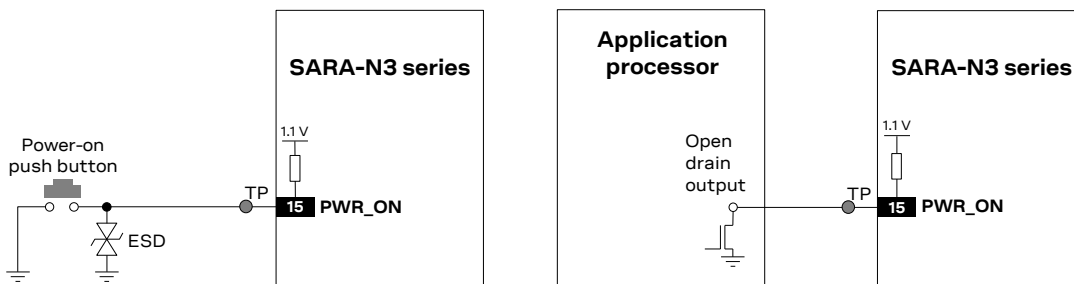 SARA-N3 series
1.1 V
Power-on
push button
TP
15 PWR_ON
ESD
Application
processor
Open
drain
output
SARA-N3 series
1.1 V
TP
15 PWR_ON